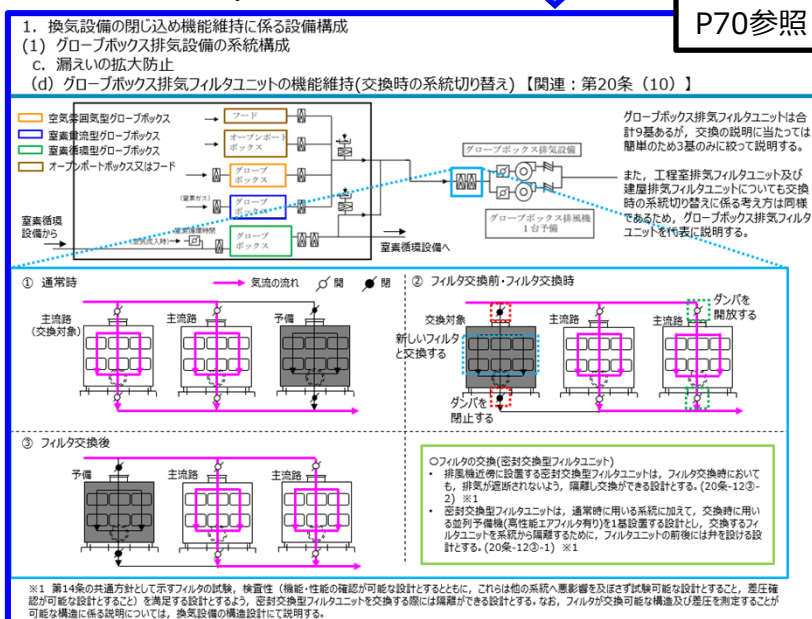 P70参照
1．換気設備の閉じ込め機能維持に係る設備構成
(1) グローブボックス排気設備の系統構成
c．漏えいの拡大防止
(d) グローブボックス排気フィルタユニットの機能維持(交換時の系統切り替え)【関連：第20条（10）】
空気雰囲気型グローブボックス
窒素貫流型グローブボックス
窒素循環型グローブボックス
オープンポートボックス又はフード
フード
オープンポート
ボックス
グローブ
ボックス
(窒素ガス)
グローブ
ボックス
グローブ
ボックス
窒素循環
設備から
窒素循環設備へ
グローブボックス排気設備
グローブボックス排風機
1台予備
グローブボックス排気フィルタユニットは合
計9基あるが，交換の説明に当たっては
簡単のため3基のみに絞って説明する。
また，工程室排気フィルタユニット及び
建屋排気フィルタユニットについても交換
時の系統切り替えに係る考え方は同様
であるため，グローブボックス排気フィルタ
ユニットを代表に説明する。
① 通常時
気流の流れ
開
閉
主流路
（交換対象）
主流路
予備
② フィルタ交換前・フィルタ交換時
交換対象
新しいフィルタ
と交換する
ダンパを
閉止する
主流路
主流路
ダンパを
開放する
③ フィルタ交換後
予備
主流路
主流路
○フィルタの交換(密封交換型フィルタユニット)
・ 排風機近傍に設置する密封交換型フィルタユニットは，フィルタ交換時において
も，排気が遮断されないよう，隔離し交換ができる設計とする。(20条-12③-
2) ※1
・ 密封交換型フィルタユニットは，通常時に用いる系統に加えて，交換時に用い
る並列予備機(高性能エアフィルタ有り)を1基設置する設計とし，交換するフィ
ルタユニットを系統から隔離するために，フィルタユニットの前後には弁を設ける設
計とする。(20条-12③-1) ※1
※1 第14条の共通方針として示すフィルタの試験，検査性（機能・性能の確認が可能な設計とするとともに，これらは他の系統へ悪影響を及ぼさず試験可能な設計とすること，差圧確
認が可能な設計とすること）を満足する設計とするよう，密封交換型フィルタユニットを交換する際には隔離ができる設計とする。なお，フィルタが交換可能な構造及び差圧を測定することが
可能な構造に係る説明については，換気設備の構造設計にて説明する。